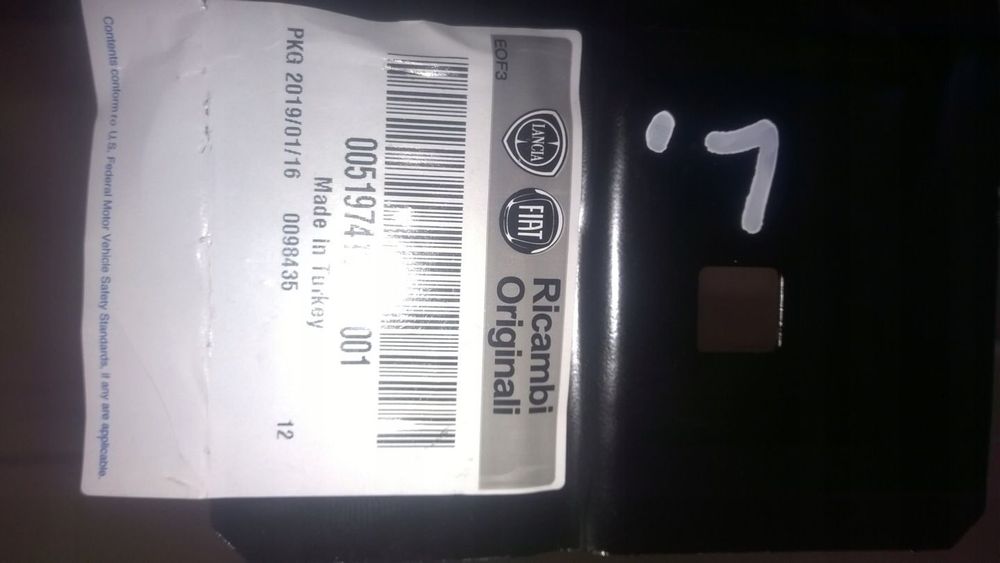 EOF3
LANCIA
FIAT
Ricambi
Originali
001
Made in Turkey
PKG 2019/01/16 0098435 12
Contents conform to U.S. Federal Motor Vehicle Safety Standards, if any are applicable.